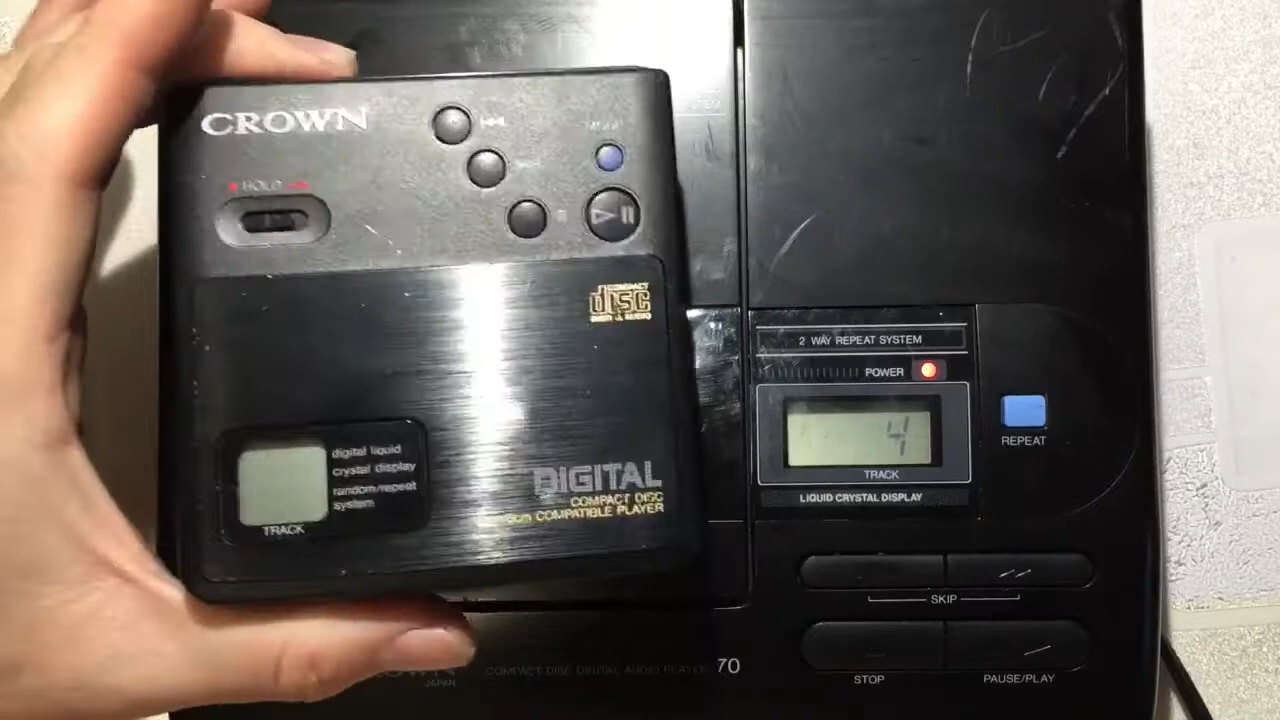 CROWN
HOLD
COMPACT
disc
digital liquid
crystal display
random/repeat
system
TRACK
DIGITAL
COMPACT DISC
COMPATIBLE PLAYER
2 WAY REPEAT SYSTEM
POWER
4
TRACK
LIQUID CRYSTAL DISPLAY
REPEAT
SKIP
STOP
PAUSE/PLAY
JAPAN
COMPACT DISC DIGITAL AUDIO PLAYER 70